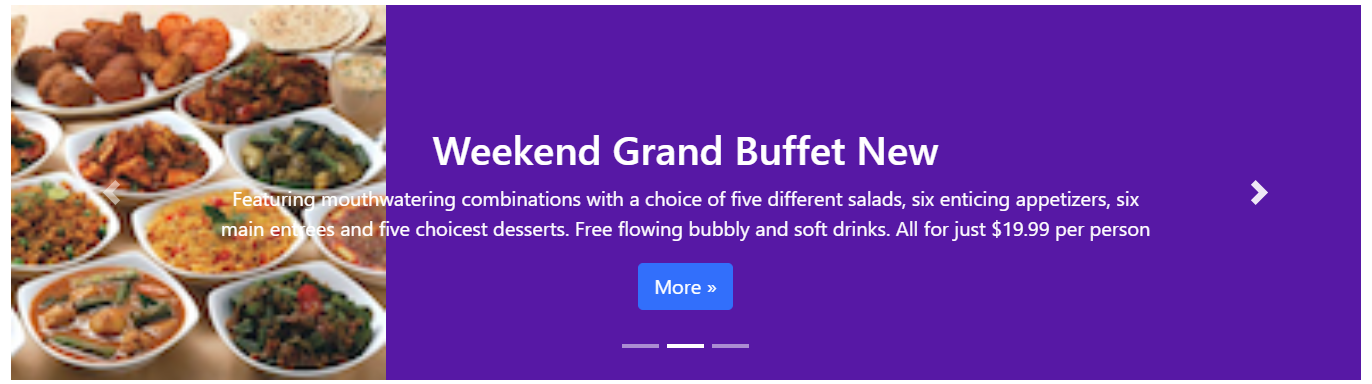 Weekend Grand Buffet New
Featuring mouthwatering combinations with a choice of five different salads, six enticing appetizers, six
main entrees and five choicest desserts. Free flowing bubbly and soft drinks. All for just $19.99 per person
More »